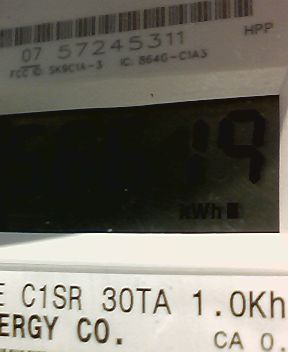 07 57245311
HPP
FCC ID: SK9C1A-3 IC: 864G-C1A3
19
kWh
E C1SR 30TA 1.0Kh
ERGY CO.
CA 0.